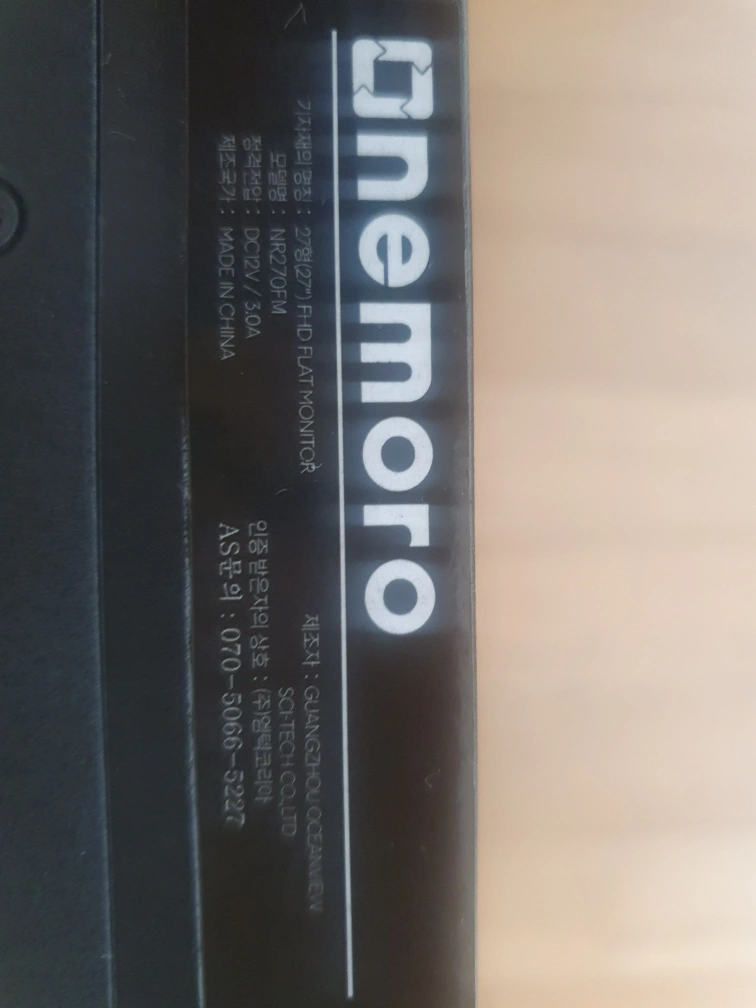 Onemoro
기자재의 명칭 : 27형(27") FHD FLAT MONITOR
모델명 : NR270FM
정격전압 : DC12V / 3.0A
제조국가 : MADE IN CHINA
제조자 : GUANGZHOU OCEANVIEW
SCI-TECH CO.,LTD
인증 받은자의 상호 : (주)엘텍코리아
AS문의 : 070-5066-5227